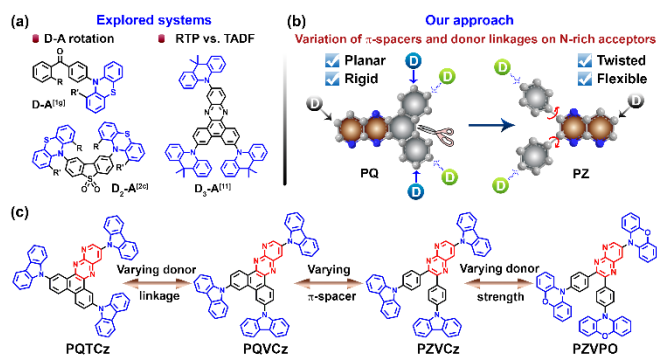 (a) Explored systems
D-A rotation RTP vs. TADF
O
R
N
R'
S
D-A[1g]
N
S
S
R
R
N
N
R'
R'
S
O O
D2-A[2c]
N
N
N
N
N
D3-A[11]
(b) Our approach
Variation of π-spacers and donor linkages on N-rich acceptors
Planar
Rigid
Twisted
Flexible
D
D
D
D
D
PQ
D
D
D
PZ
(c)
N
N
N
N
N
N
N
PQTCz
Varying donor
linkage
N
N
N
N
N
N
N
PQVCz
Varying
π-spacer
N
N
N
N
N
N
PZVCz
Varying donor
strength
O
N
N
N
N
O
N
N
O
PZVPO